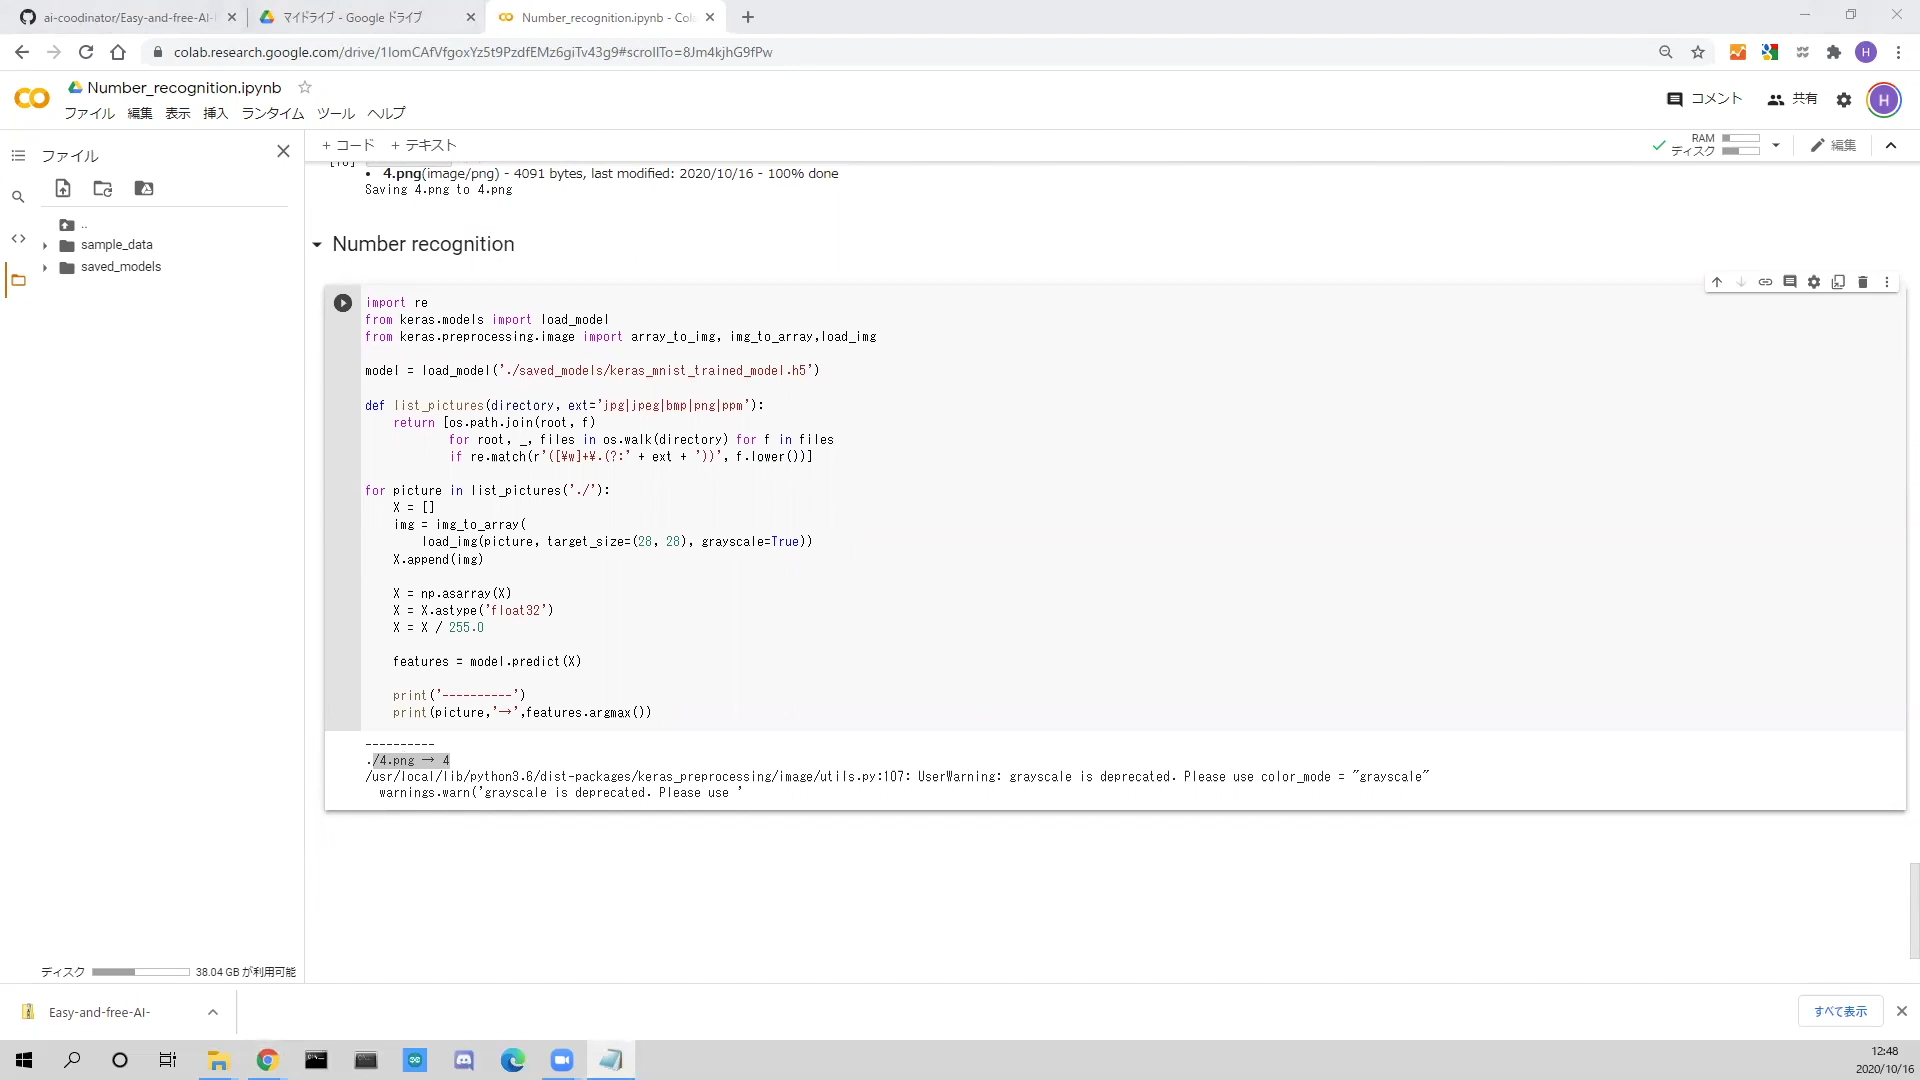 ai-coodinator/Easy-and-free-AI-
マイドライブ - Google ドライブ
Number_recognition.ipynb - Col
colab.research.google.com/drive/1IomCAfVfgoxYz5t9PzdfEMz6giTv43g9#scrollTo=8Jm4kjhG9fPw
H
CO
Number_recognition.ipynb
ファイル 編集 表示 挿入 ランタイム ツール ヘルプ
コメント 共有 H
ファイル
+ コード + テキスト
RAM
ディスク
編集
..
sample_data
saved_models
4.png(image/png) - 4091 bytes, last modified: 2020/10/16 - 100% done
Saving 4.png to 4.png
Number recognition
import re
from keras.models import load_model
from keras.preprocessing.image import array_to_img, img_to_array,load_img
model = load_model('./saved_models/keras_mnist_trained_model.h5')
def list_pictures(directory, ext='jpg|jpeg|bmp|png|ppm'):
return [os.path.join(root, f)
for root, _, files in os.walk(directory) for f in files
if re.match(r'([¥w]+¥.(?:' + ext + '))', f.lower())]
for picture in list_pictures('./'):
X = []
img = img_to_array(
load_img(picture, target_size=(28, 28), grayscale=True))
X.append(img)
X = np.asarray(X)
X = X.astype('float32')
X = X / 255.0
features = model.predict(X)
print('----------')
print(picture,'→',features.argmax())
----------
./4.png → 4
/usr/local/lib/python3.6/dist-packages/keras_preprocessing/image/utils.py:107: UserWarning: grayscale is deprecated. Please use color_mode = "grayscale"
warnings.warn('grayscale is deprecated. Please use '
ディスク 38.04 GB が利用可能
Easy-and-free-AI-
すべて表示
12:48
2020/10/16